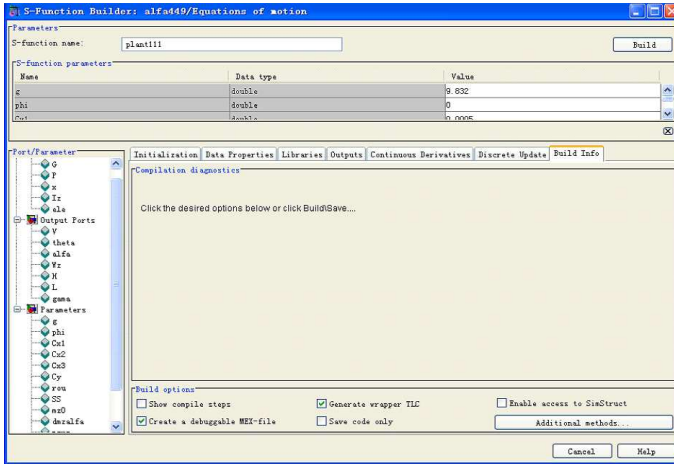 S-Function Builder: alfa449/Equations of motion
Parameters
S-function name: plant111 Build
S-function parameters
Name Data type Value
g double 9.832
phi double 0
Cx1 double 0.0005
Port/Parameter
Initialization Data Properties Libraries Outputs Continuous Derivatives Discrete Update Build Info
G
P
x
Iz
ele
Output Ports
V
theta
alfa
Wz
H
L
gama
Parameters
g
phi
Cx1
Cx2
Cx3
Cy
rou
SS
mz0
dmzalfa
Compilation diagnostics
Click the desired options below or click Build\Save....
Build options
Show compile steps Generate wrapper TLC Enable access to SimStruct
Create a debuggable MEX-file Save code only Additional methods...
Cancel Help